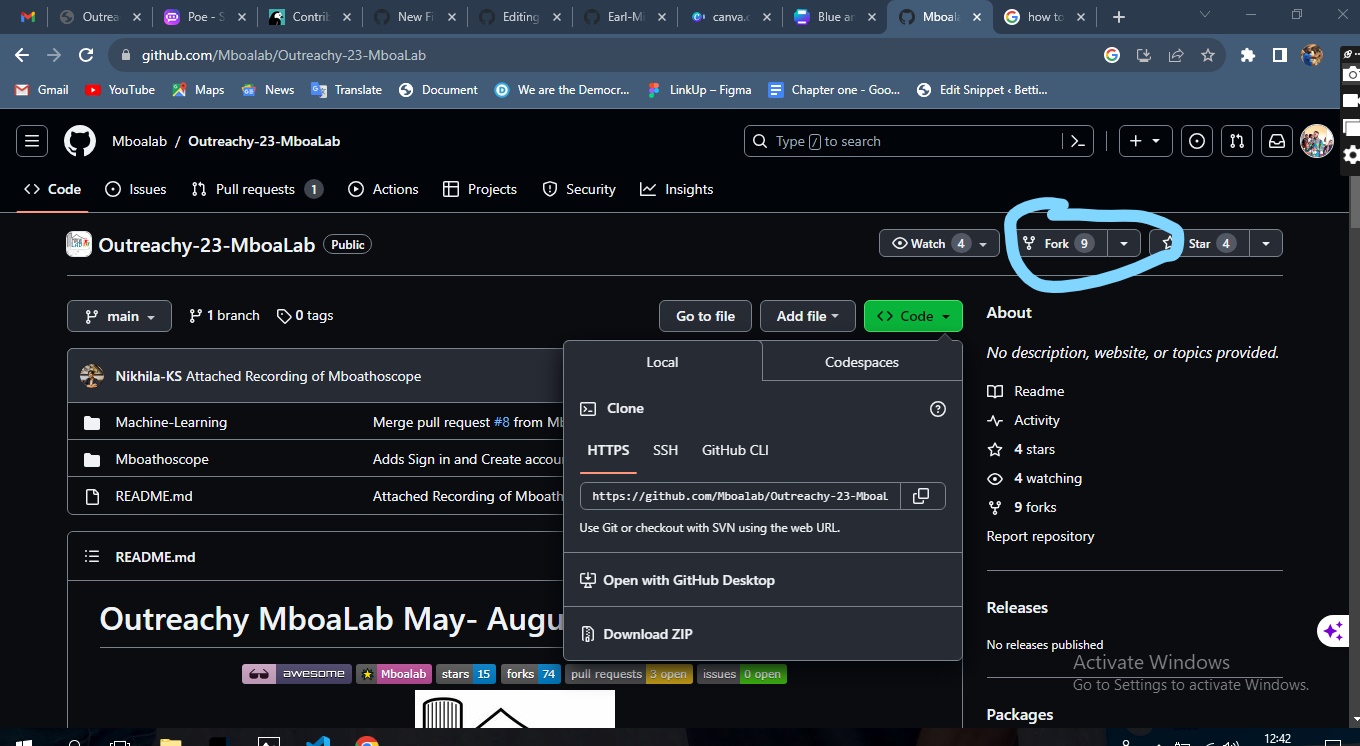 Outrea
Poe - S
Contrib
New Fi
Editing
Earl-Mi
canva.c
Blue an
Mboala
how to
github.com/Mboalab/Outreachy-23-MboaLab
Gmail
YouTube
Maps
News
Translate
Document
We are the Democr...
LinkUp – Figma
Chapter one - Goo...
Edit Snippet ‹ Betti...
Mboalab / Outreachy-23-MboaLab
Type / to search
Code
Issues
Pull requests 1
Actions
Projects
Security
Insights
Outreachy-23-MboaLab Public
Watch 4
Fork 9
Star 4
main
1 branch
0 tags
Go to file
Add file
Code
Nikhila-KS Attached Recording of Mboathoscope
Machine-Learning
Merge pull request #8 from
Mboathoscope
Adds Sign in and Create accou
README.md
Attached Recording of Mboath
README.md
Outreachy MboaLab May- Augu
awesome
Mboalab
stars 15
forks 74
pull requests 3 open
issues 0 open
Local
Codespaces
Clone
HTTPS
SSH
GitHub CLI
https://github.com/Mboalab/Outreachy-23-MboaL
Use Git or checkout with SVN using the web URL.
Open with GitHub Desktop
Download ZIP
About
No description, website, or topics provided.
Readme
Activity
4 stars
4 watching
9 forks
Report repository
Releases
No releases published
Packages
Activate Windows
Go to Settings to activate Windows.
12:42